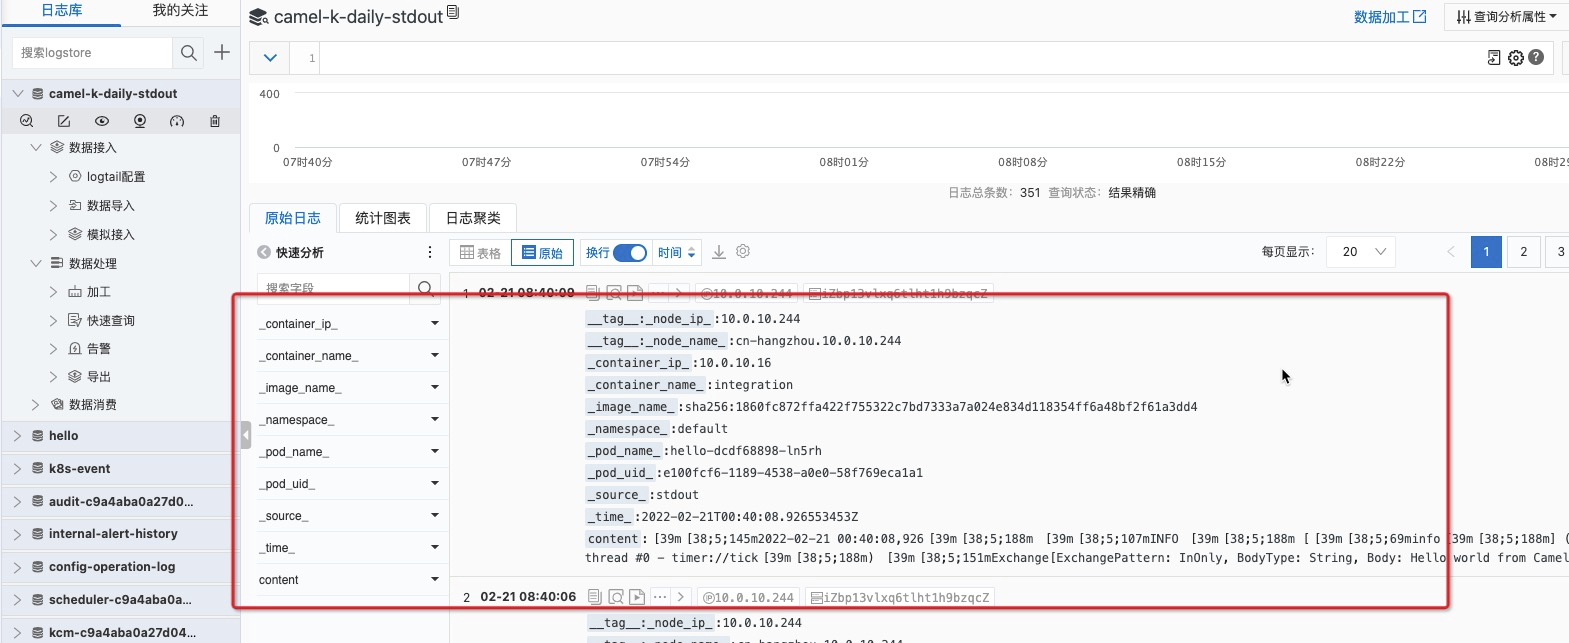 日志库 我的关注
camel-k-daily-stdout
数据加工 查询分析属性
搜索logstore
1
camel-k-daily-stdout
数据接入
logtail配置
数据导入
模拟接入
数据处理
加工
快速查询
告警
导出
数据消费
hello
k8s-event
audit-c9a4aba0a27d0...
internal-alert-history
config-operation-log
scheduler-c9a4aba0a...
kcm-c9a4aba0a27d04...
400
0
07时40分 07时47分 07时54分 08时01分 08时08分 08时15分 08时22分 08时29
日志总条数: 351 查询状态: 结果精确
原始日志 统计图表 日志聚类
快速分析
表格 原始 换行 时间
每页显示: 20 1 2 3
搜索字段
_container_ip_
_container_name_
_image_name_
_namespace_
_pod_name_
_pod_uid_
_source_
_time_
content
1 02-21 08:40:09 ... 10.0.10.244 iZbp13vlxq6tlht1h9bzqcZ
__tag__:_node_ip_ :10.0.10.244
__tag__:_node_name_ :cn-hangzhou.10.0.10.244
_container_ip_ :10.0.10.16
_container_name_ :integration
_image_name_ :sha256:1860fc872ffa422f755322c7bd7333a7a024e834d118354ff6a48bf2f61a3dd4
_namespace_ :default
_pod_name_ :hello-dcdf68898-ln5rh
_pod_uid_ :e100fcf6-1189-4538-a0e0-58f769eca1a1
_source_ :stdout
_time_ :2022-02-21T00:40:08.926553453Z
content : [39m [38;5;145m2022-02-21 00:40:08,926 [39m [38;5;188m [39m [38;5;107mINFO [39m [38;5;188m [ [39m [38;5;69minfo [39m [38;5;188m] (
thread #0 - timer://tick [39m [38;5;188m) [39m [38;5;151mExchange[ExchangePattern: InOnly, BodyType: String, Body: Hello world from Camel
2 02-21 08:40:06 ... 10.0.10.244 iZbp13vlxq6tlht1h9bzqcZ
__tag__:_node_ip_ :10.0.10.244